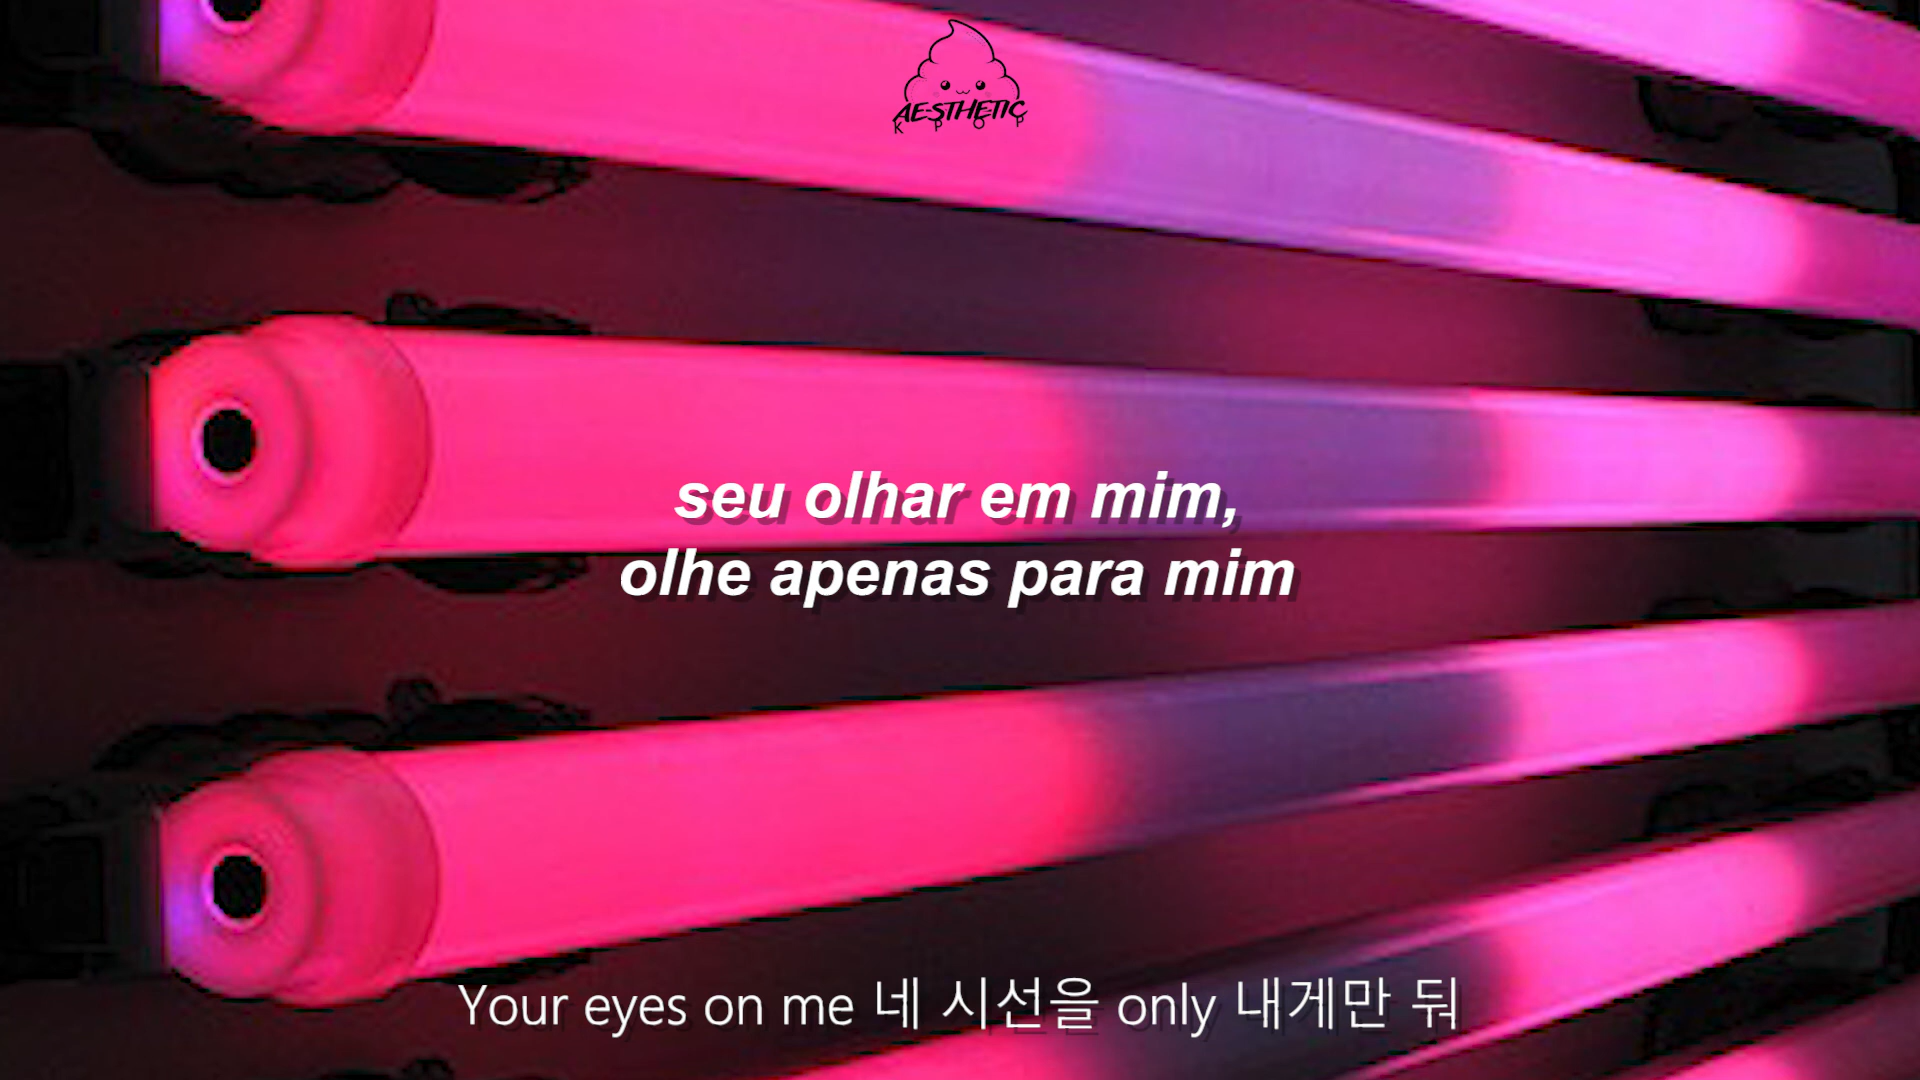 AESTHETIC
KPOP
seu olhar em mim,
olhe apenas para mim
Your eyes on me 네 시선을 only 내게만 둬